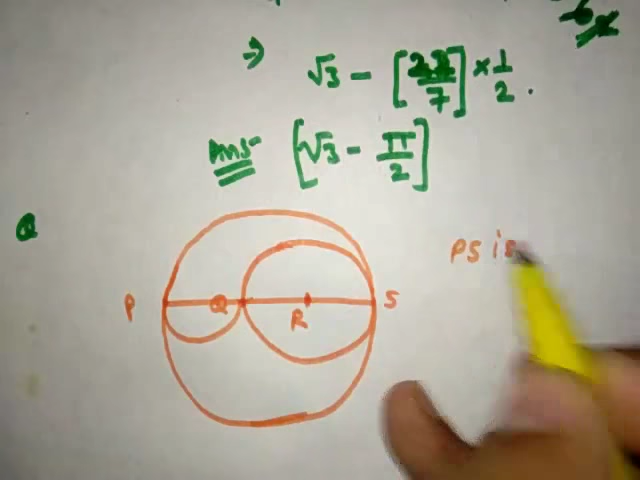 ⇒ √3 - [22/7] × 1/2 .
Ans- [√3 - π/2]
Q
P Q R S
PS is